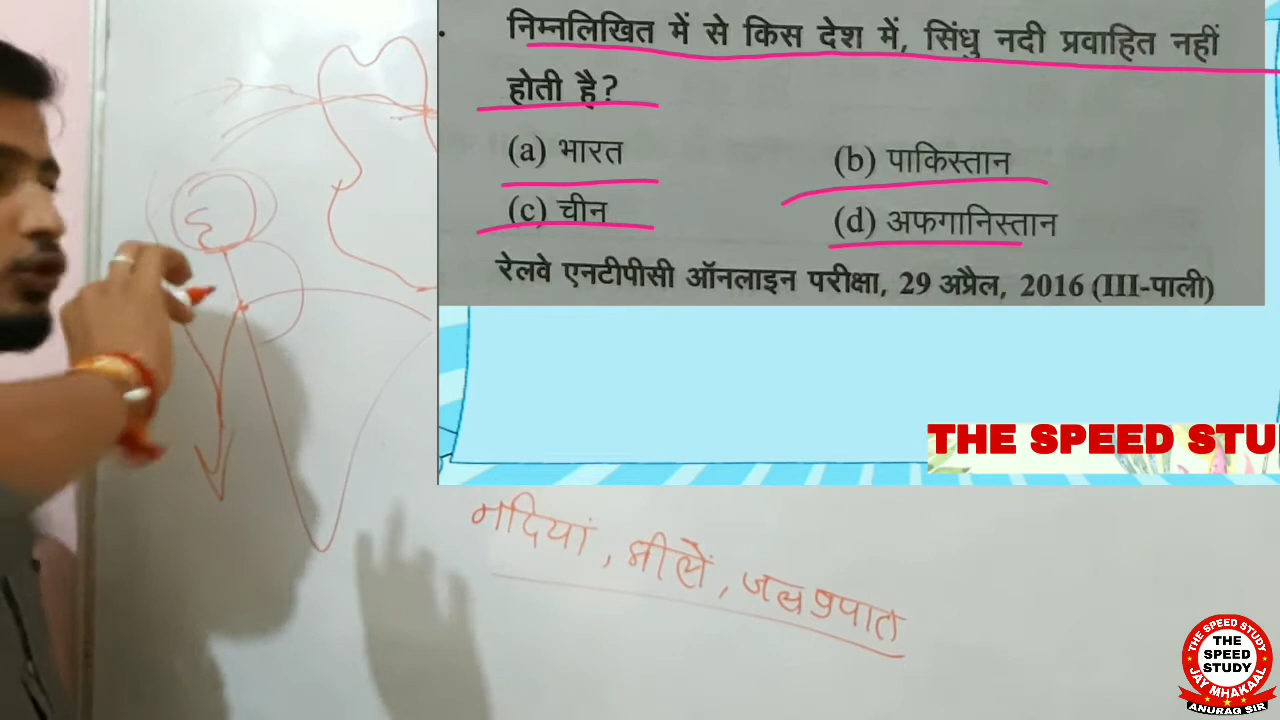 निम्नलिखित में से किस देश में, सिंधु नदी प्रवाहित नहीं
होती है?
(a) भारत
(b) पाकिस्तान
(c) चीन
(d) अफगानिस्तान
रेलवे एनटीपीसी ऑनलाइन परीक्षा, 29 अप्रैल, 2016 (III-पाली)
THE SPEED STU
नदियां, झीलें, जलप्रपात
THE SPEED STUDY
THE
SPEED
STUDY
JAY MHAKAAL
ANURAG SIR